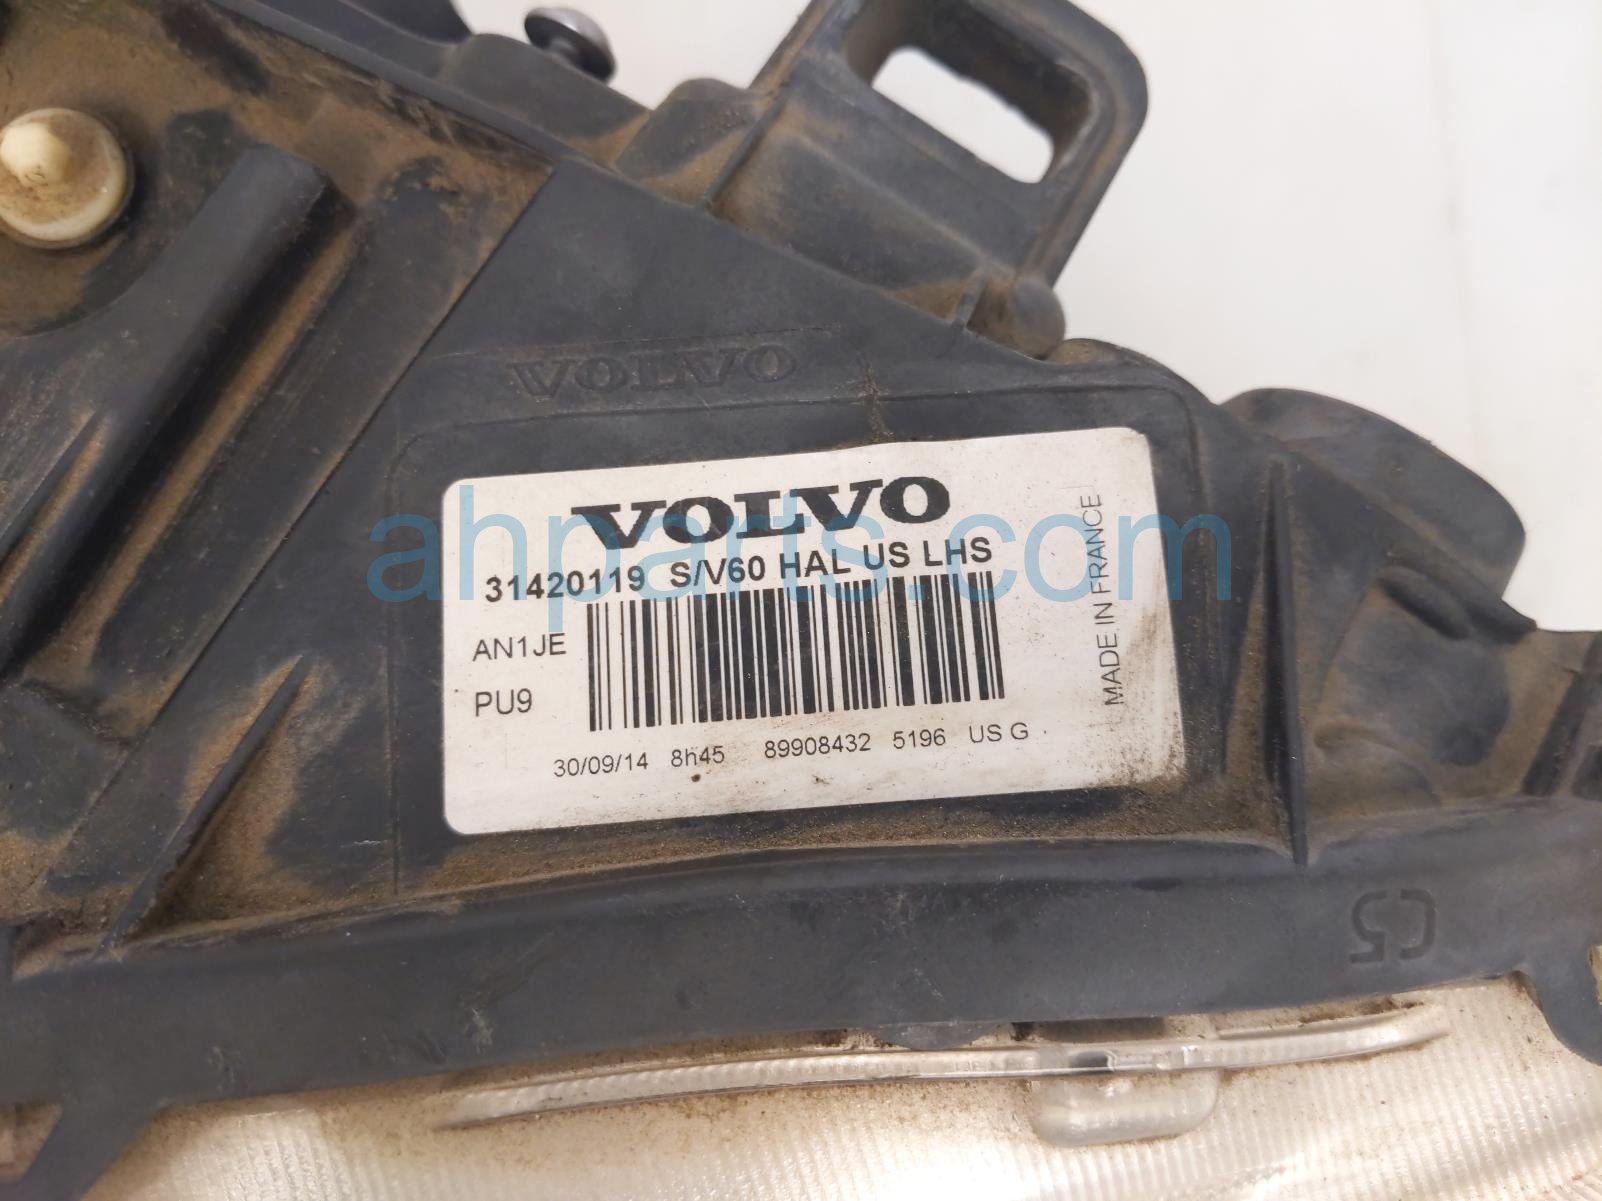 VOLVO
VOLVO
31420119 S/V60 HAL US LHS
AN1JE
PU9
30/09/14 8h45 89908432 5196 US G
MADE IN FRANCE
ahparts.com
C5